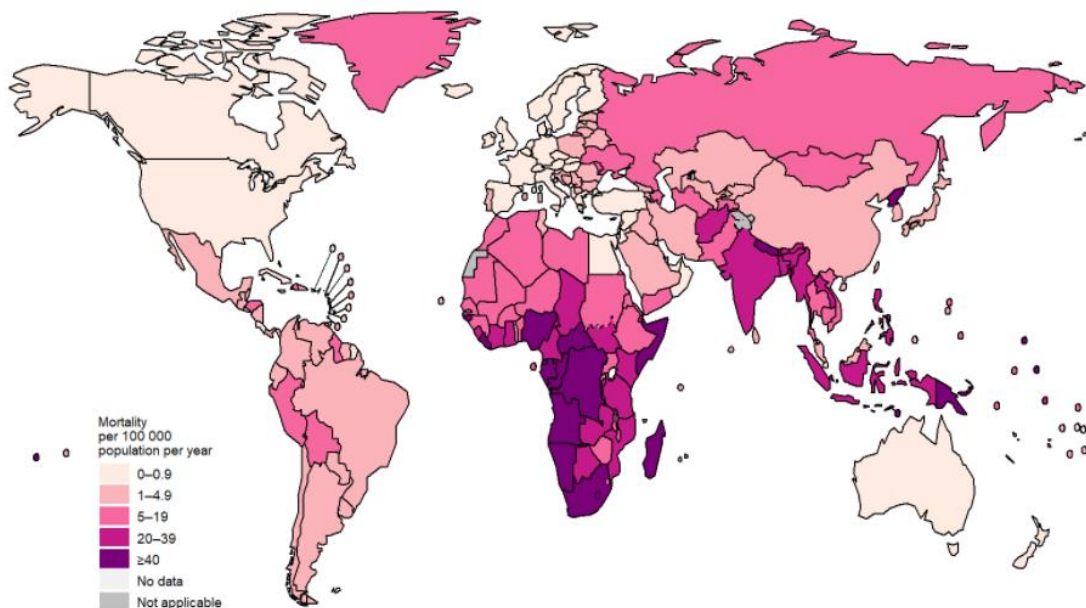 Mortality
per 100 000
population per year
0–0.9
1–4.9
5–19
20–39
≥40
No data
Not applicable